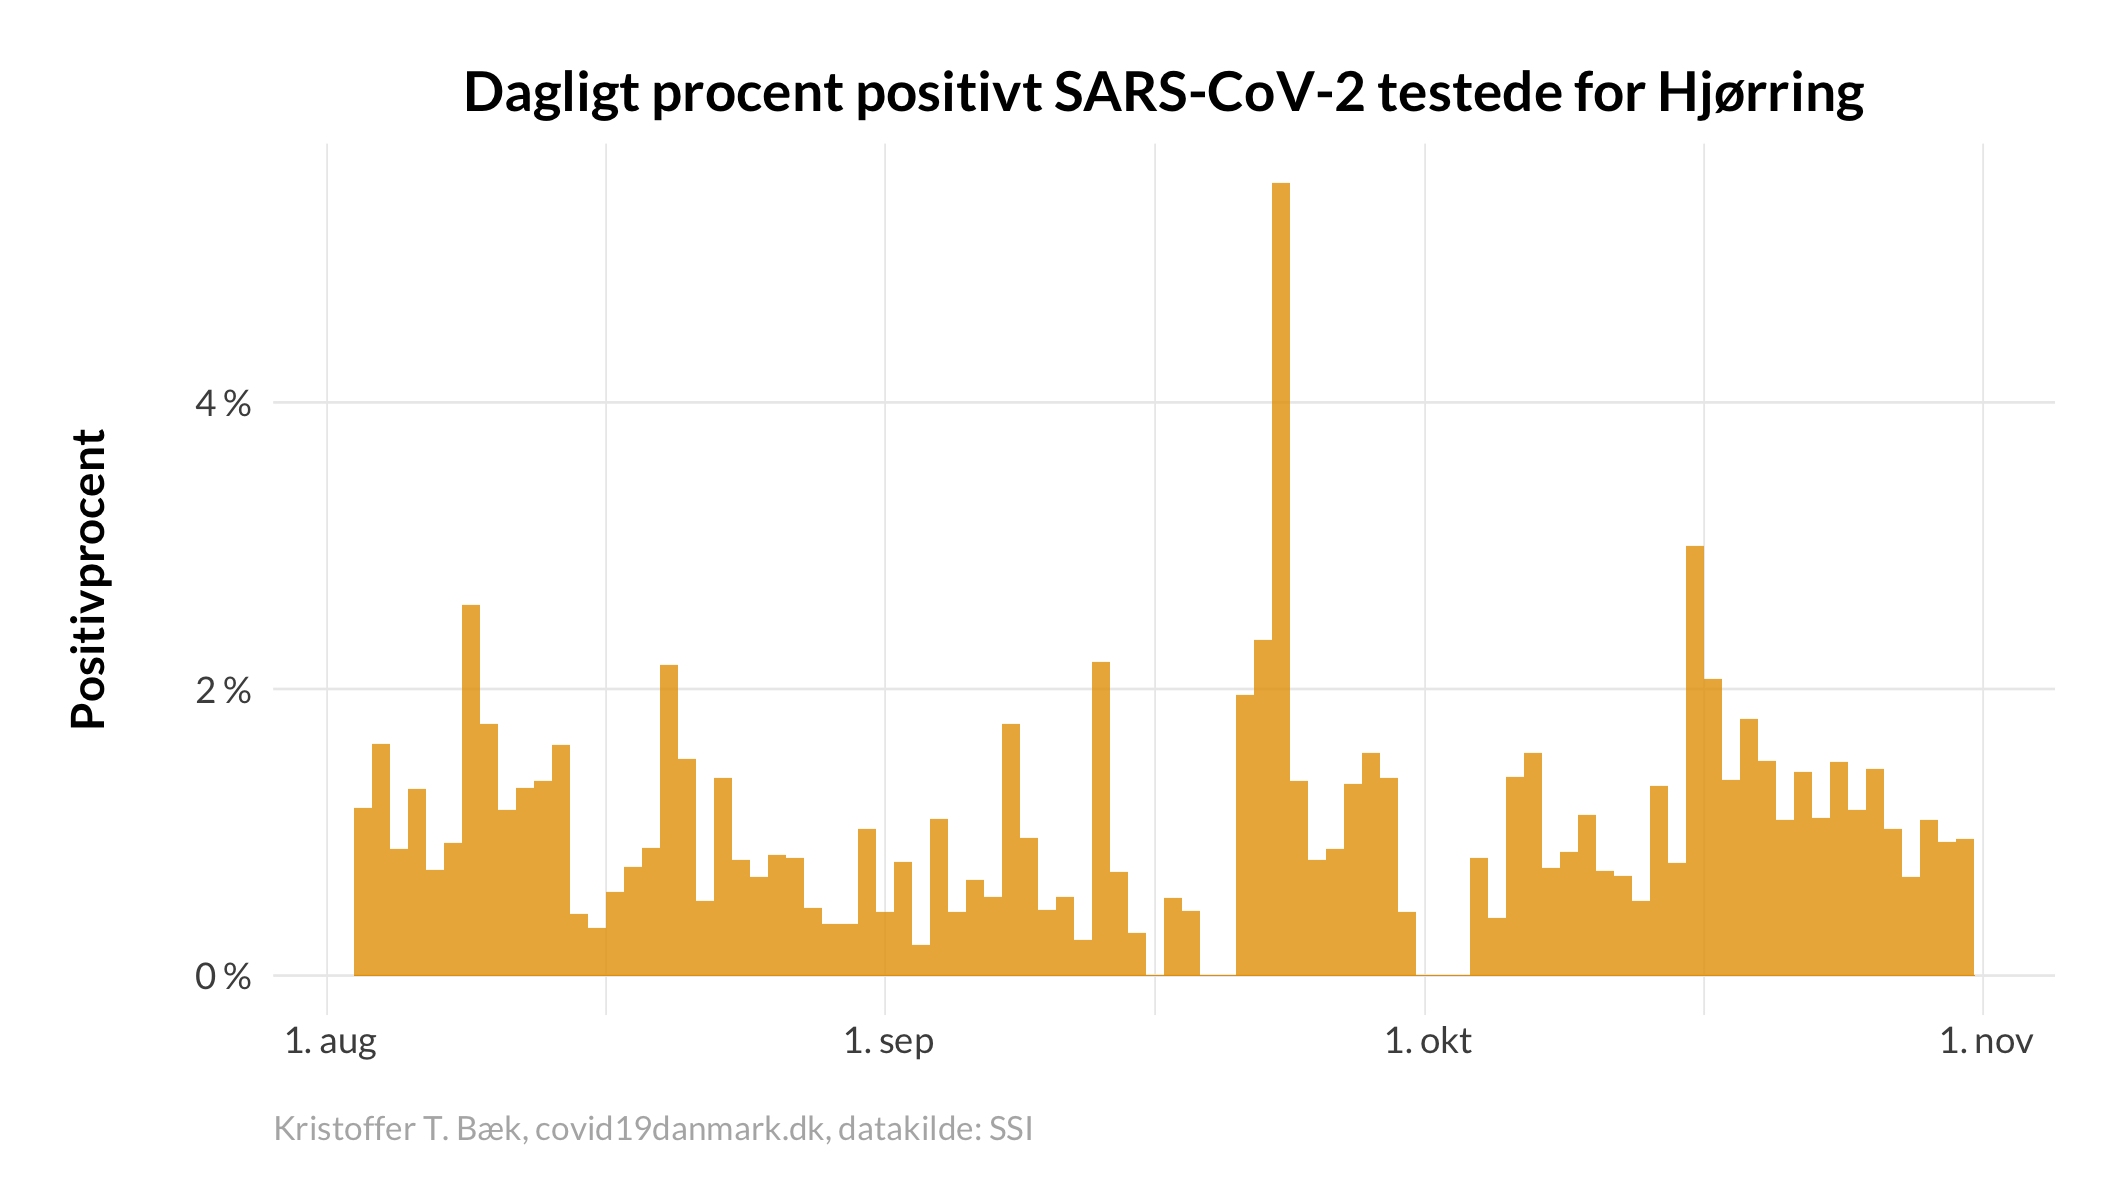 Dagligt procent positivt SARS-CoV-2 testede for Hjørring
Positivprocent
4 %
2 %
0 %
1. aug
1. sep
1. okt
1. nov
Kristoffer T. Bæk, covid19danmark.dk, datakilde: SSI